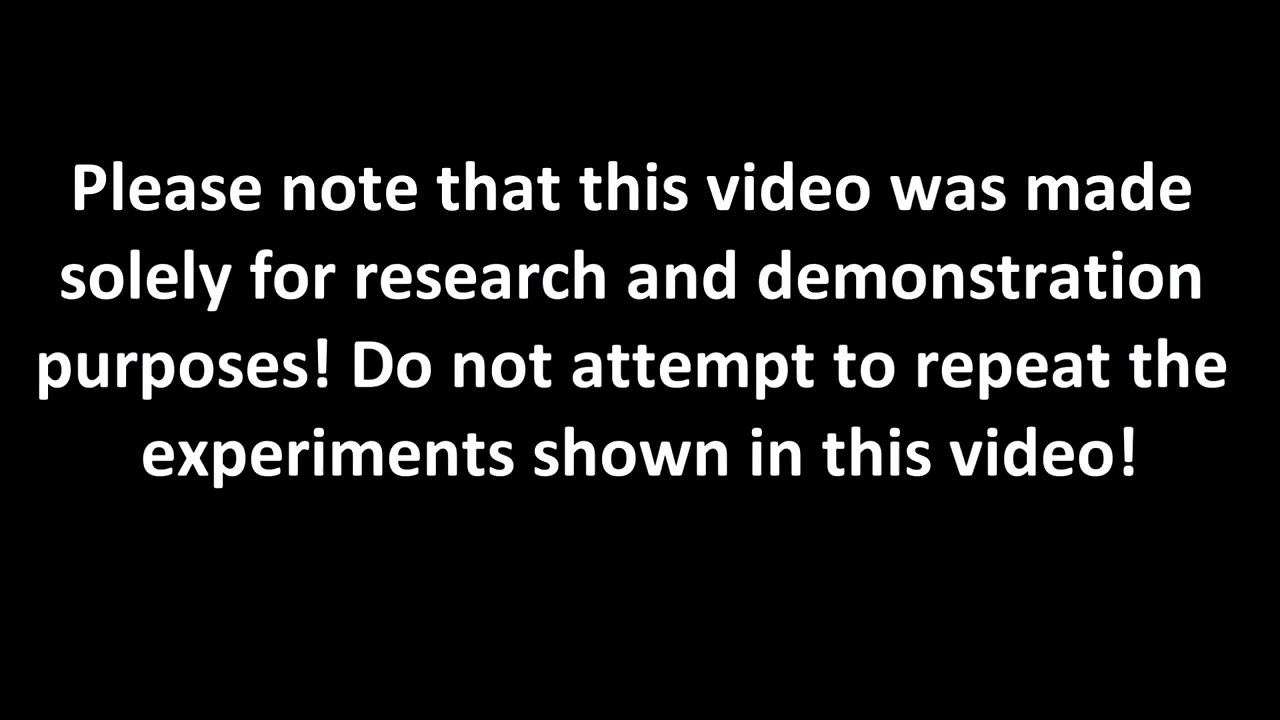 Please note that this video was made
solely for research and demonstration
purposes! Do not attempt to repeat the
experiments shown in this video!